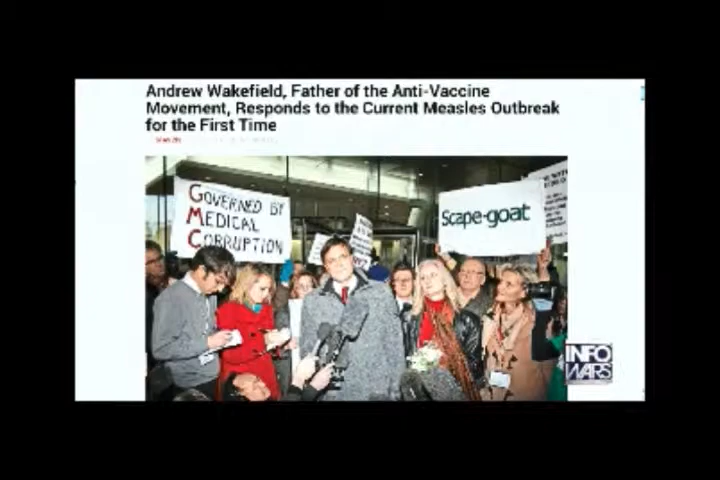 Andrew Wakefield, Father of the Anti-Vaccine
Movement, Responds to the Current Measles Outbreak
for the First Time
GOVERNED BY
MEDICAL
CORRUPTION
Scape-goat
INFO
WARS